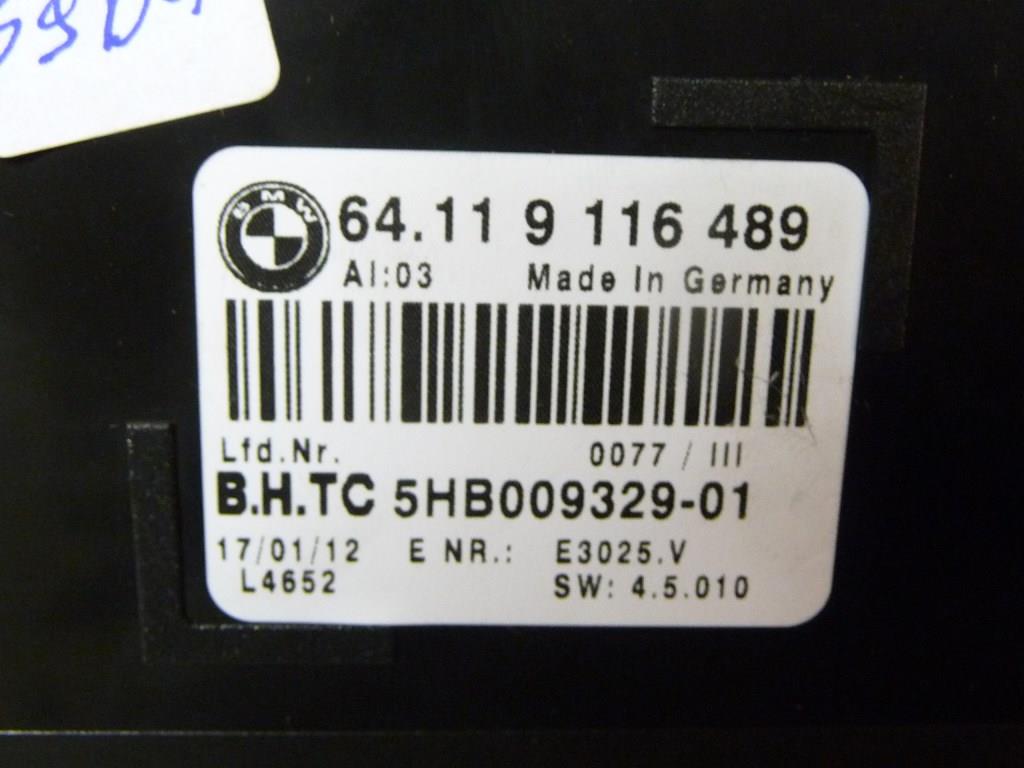 BMW
64.11 9 116 489
AI:03 Made In Germany
Lfd.Nr. 0077 / III
B.H.TC 5HB009329-01
17/01/12 E NR.: E3025.V
L4652 SW: 4.5.010